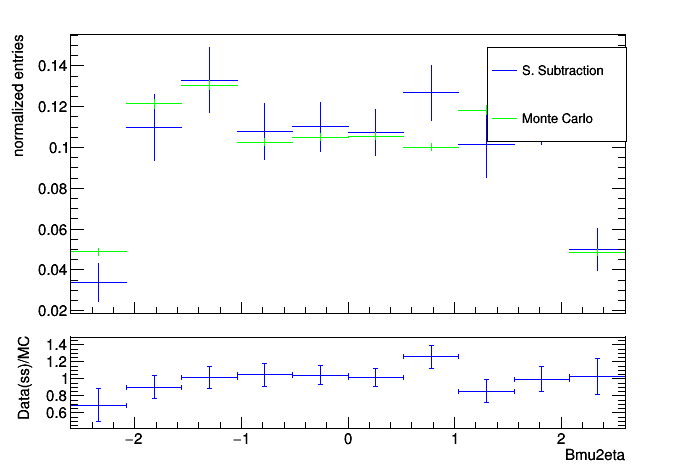 normalized entries
0.14
0.12
0.1
0.08
0.06
0.04
0.02
S. Subtraction
Monte Carlo
Data(ss)/MC
1.4
1.2
1
0.8
0.6
−2 −1 0 1 2
Bmu2eta